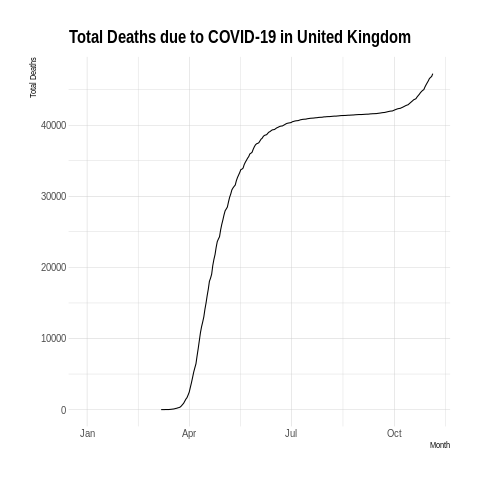 Total Deaths due to COVID-19 in United Kingdom
Total Deaths
40000
30000
20000
10000
0
Jan Apr Jul Oct
Month